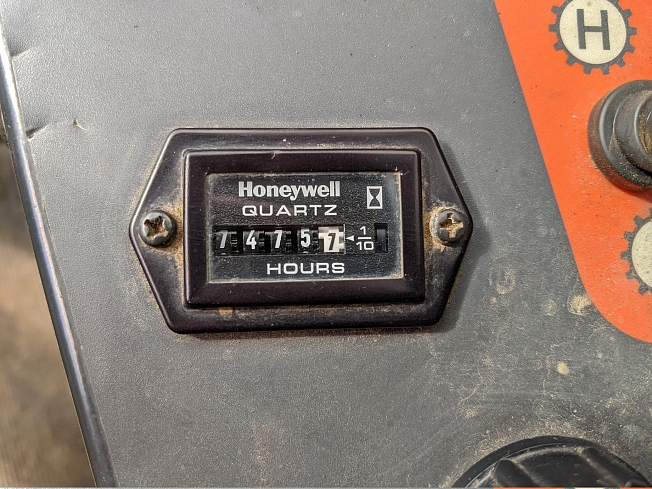 H
Honeywell
QUARTZ
7 4 7 5 7 ◄ 1/10
HOURS